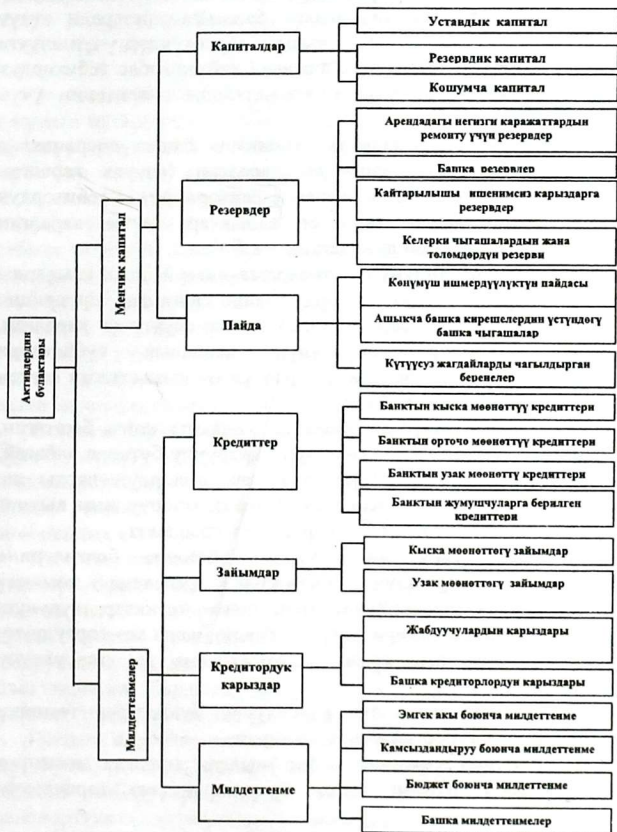 Активдердин
булактары
Менчик капитал
Капиталдар
Уставдык капитал
Резервдик капитал
Кошумча капитал
Резервдер
Арендадагы негизги каражаттардын
ремонту үчүн резервдер
Башка резервлер
Кайтарылышы ишенимсиз карыздарга
резервдер
Келерки чыгашалардын жана
төлөмдөрдүн резерви
Пайда
Көнүмүш ишмердүүлүктүн пайдасы
Ашыкча башка кирешелердин үстүндөгү
башка чыгашалар
Күтүүсүз жагдайларды чагылдырган
беренелер
Милдеттенмелер
Кредиттер
Банктын кыска мөөнөттүү кредиттери
Банктын орточо мөөнөттүү кредиттери
Банктын узак мөөнөттү кредиттери
Банктын жумушчуларга берилген
кредиттери
Зайымдар
Кыска мөөнөттөгү зайымдар
Узак мөөнөттөгү зайымдар
Кредитордук
карыздар
Жабдуучулардын карыздары
Башка кредиторлордун карыздары
Милдеттенме
Эмгек акы боюнча милдеттенме
Камсыздандыруу боюнча милдеттенме
Бюджет боюнча милдеттенме
Башка милдеттенмелер